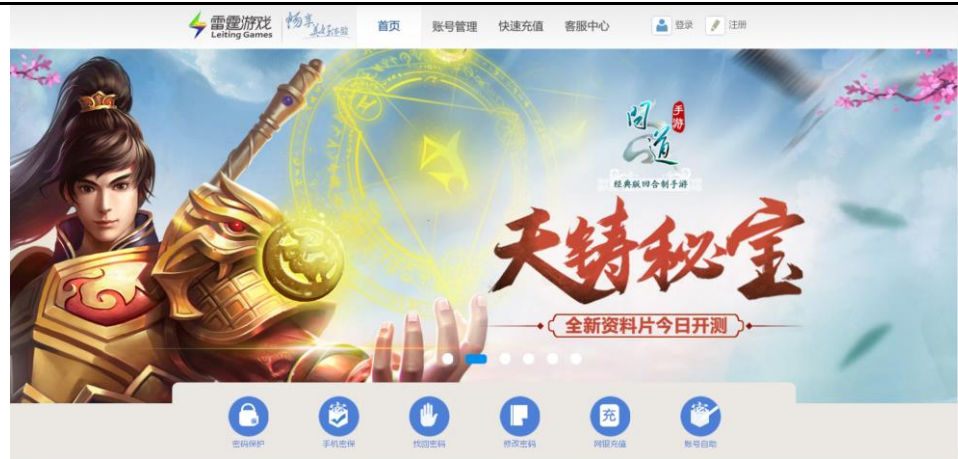 雷霆游戏
Leiting Games
畅享
首页 账号管理 快速充值 客服中心 登录 注册
问道
手游
经典版回合制手游
天铸秘宝
全新资料片今日开测
密码保护 手机密保 找回密码 修改密码 网银充值 账号自助
充